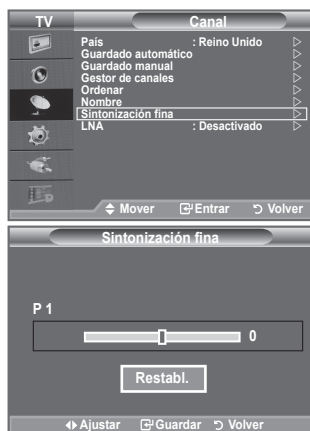 TV Canal
País : Reino Unido
Guardado automático
Guardado manual
Gestor de canales
Ordenar
Nombre
Sintonización fina
LNA : Desactivado
Mover Entrar Volver
Sintonización fina
P 1
0
Restabl.
Ajustar Guardar Volver